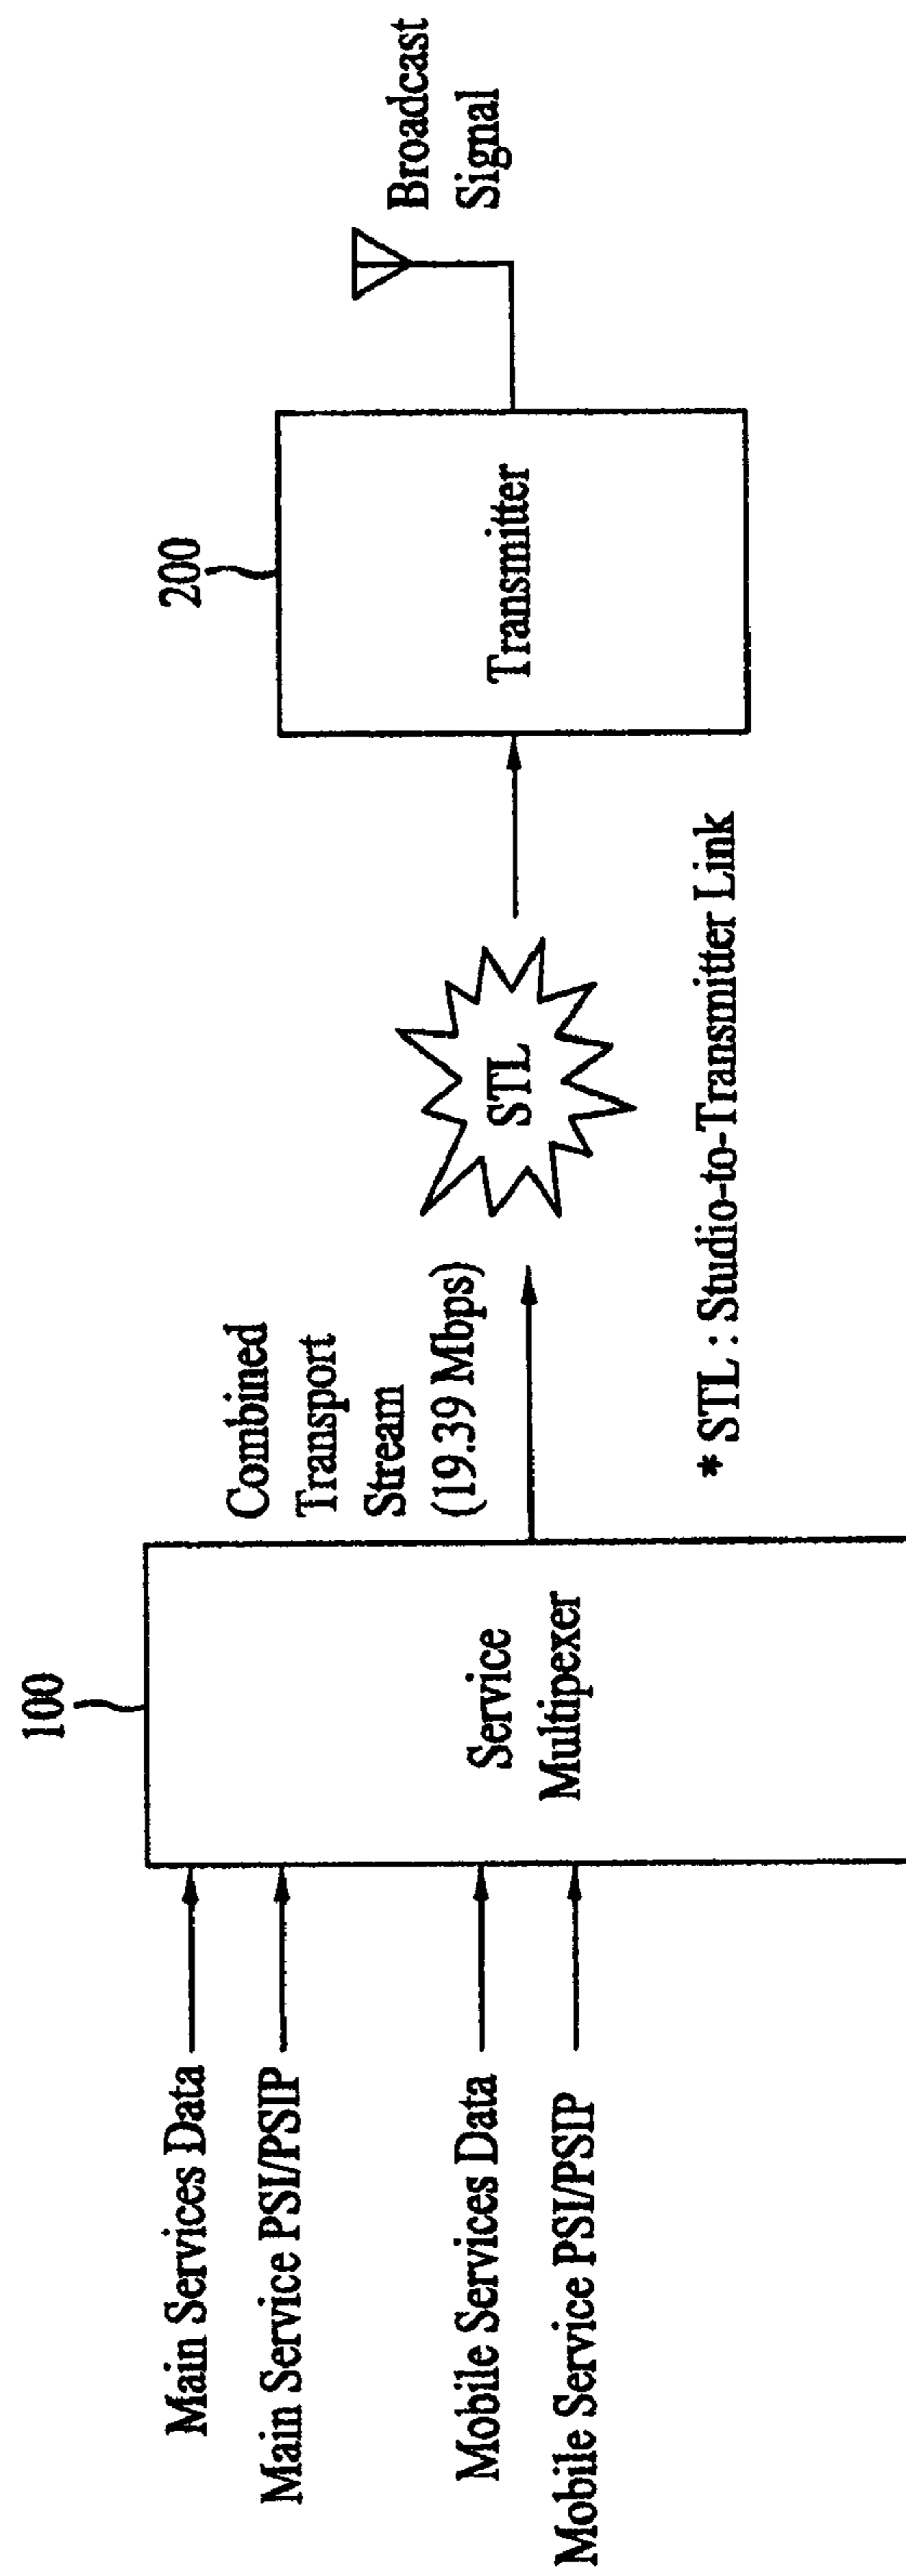 Main Services Data
Main Service PSI/PSIP
Mobile Services Data
Mobile Service PSI/PSIP
100
Service
Multipexer
Combined
Transport
Stream
(19.39 Mbps)
STL
* STL : Studio-to-Transmitter Link
200
Transmitter
Broadcast
Signal